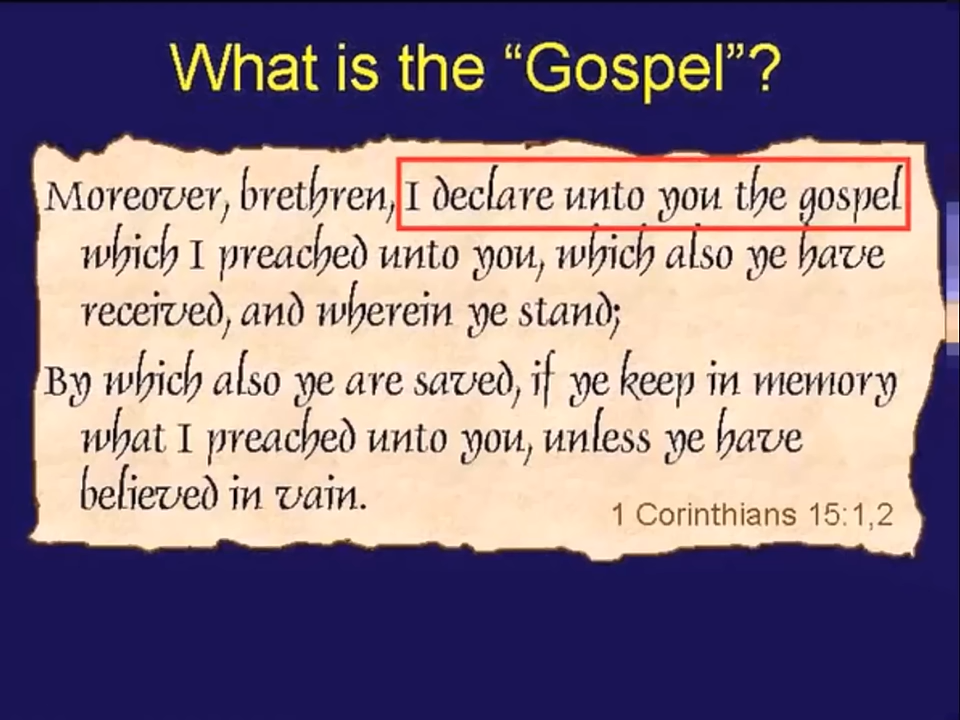 What is the “Gospel”?
Moreover, brethren, I declare unto you the gospel
which I preached unto you, which also ye have
received, and wherein ye stand;
By which also ye are saved, if ye keep in memory
what I preached unto you, unless ye have
believed in vain.
1 Corinthians 15:1,2